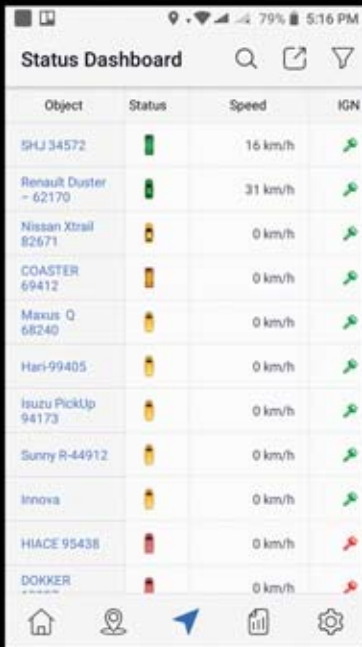 79% 5:16 PM
Status Dashboard
Object Status Speed IGN
SHJ 34572 16 km/h
Renault Duster
– 62170 31 km/h
Nissan Xtrail
82671 0 km/h
COASTER
69412 0 km/h
Maxus Q
68240 0 km/h
Hari-99405 0 km/h
Isuzu PickUp
94173 0 km/h
Sunny R-44912 0 km/h
Innova 0 km/h
HIACE 95438 0 km/h
DOKKER
0 km/h